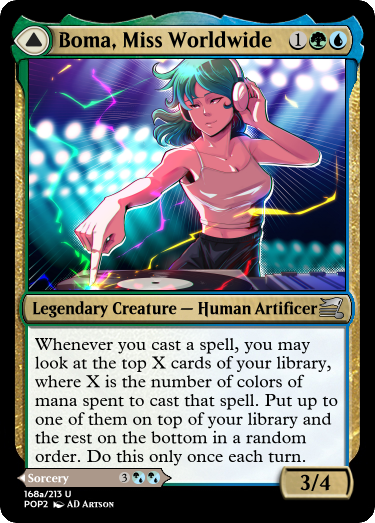 Boma, Miss Worldwide 1
Legendary Creature — Human Artificer
Whenever you cast a spell, you may
look at the top X cards of your library,
where X is the number of colors of
mana spent to cast that spell. Put up to
one of them on top of your library and
the rest on the bottom in a random
order. Do this only once each turn.
Sorcery 3
3/4
168a/213 U
POP2 AD Artson